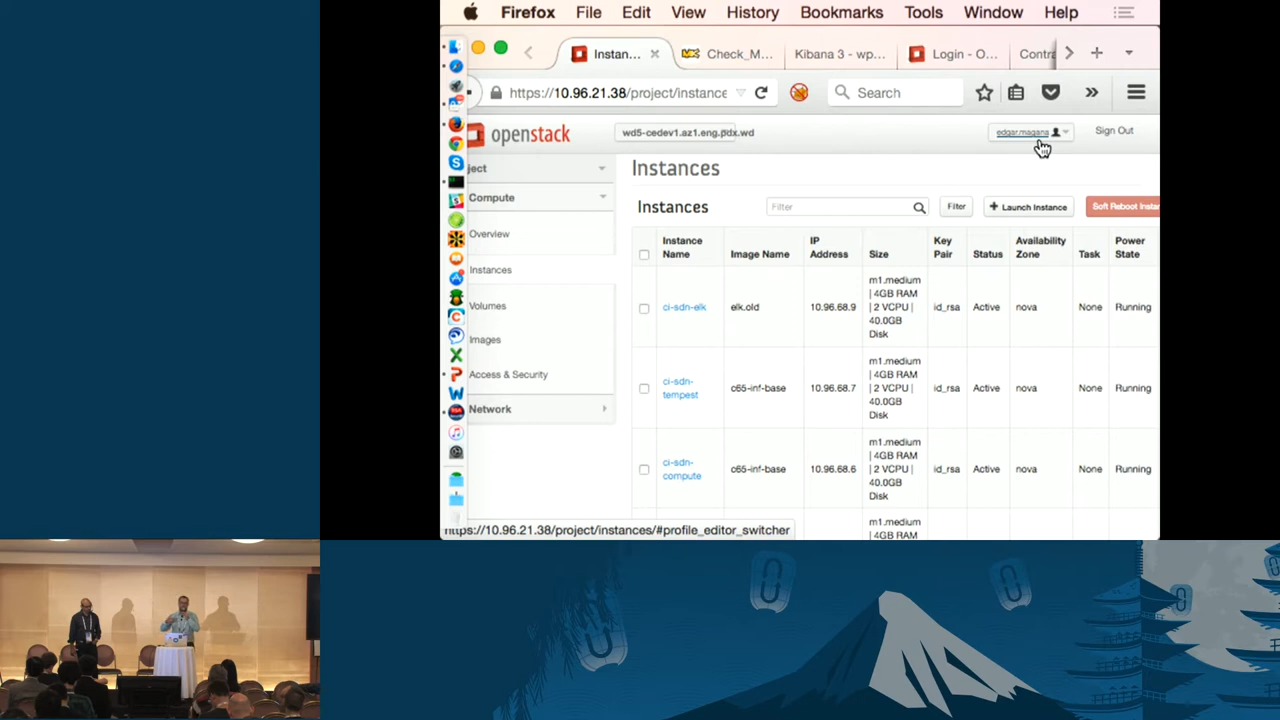 Firefox File Edit View History Bookmarks Tools Window Help
Instan... Check_M... Kibana 3 - wp... Login - O... Contra
https://10.96.21.38/project/instance Search
openstack wd5-cedev1.az1.eng.pdx.wd edgar.magana Sign Out
ject
Compute
Overview
Instances
Volumes
Images
Access & Security
Network
Instances
Instances Filter Filter + Launch Instance Soft Reboot Instan
Instance Name Image Name IP Address Size Key Pair Status Availability Zone Task Power State
ci-sdn-elk elk.old 10.96.68.9 m1.medium | 4GB RAM | 2 VCPU | 40.0GB Disk id_rsa Active nova None Running
ci-sdn-tempest c65-inf-base 10.96.68.7 m1.medium | 4GB RAM | 2 VCPU | 40.0GB Disk id_rsa Active nova None Running
ci-sdn-compute c65-inf-base 10.96.68.6 m1.medium | 4GB RAM | 2 VCPU | 40.0GB Disk id_rsa Active nova None Running
m1.medium | 4GB RAM
https://10.96.21.38/project/instances/#profile_editor_switcher